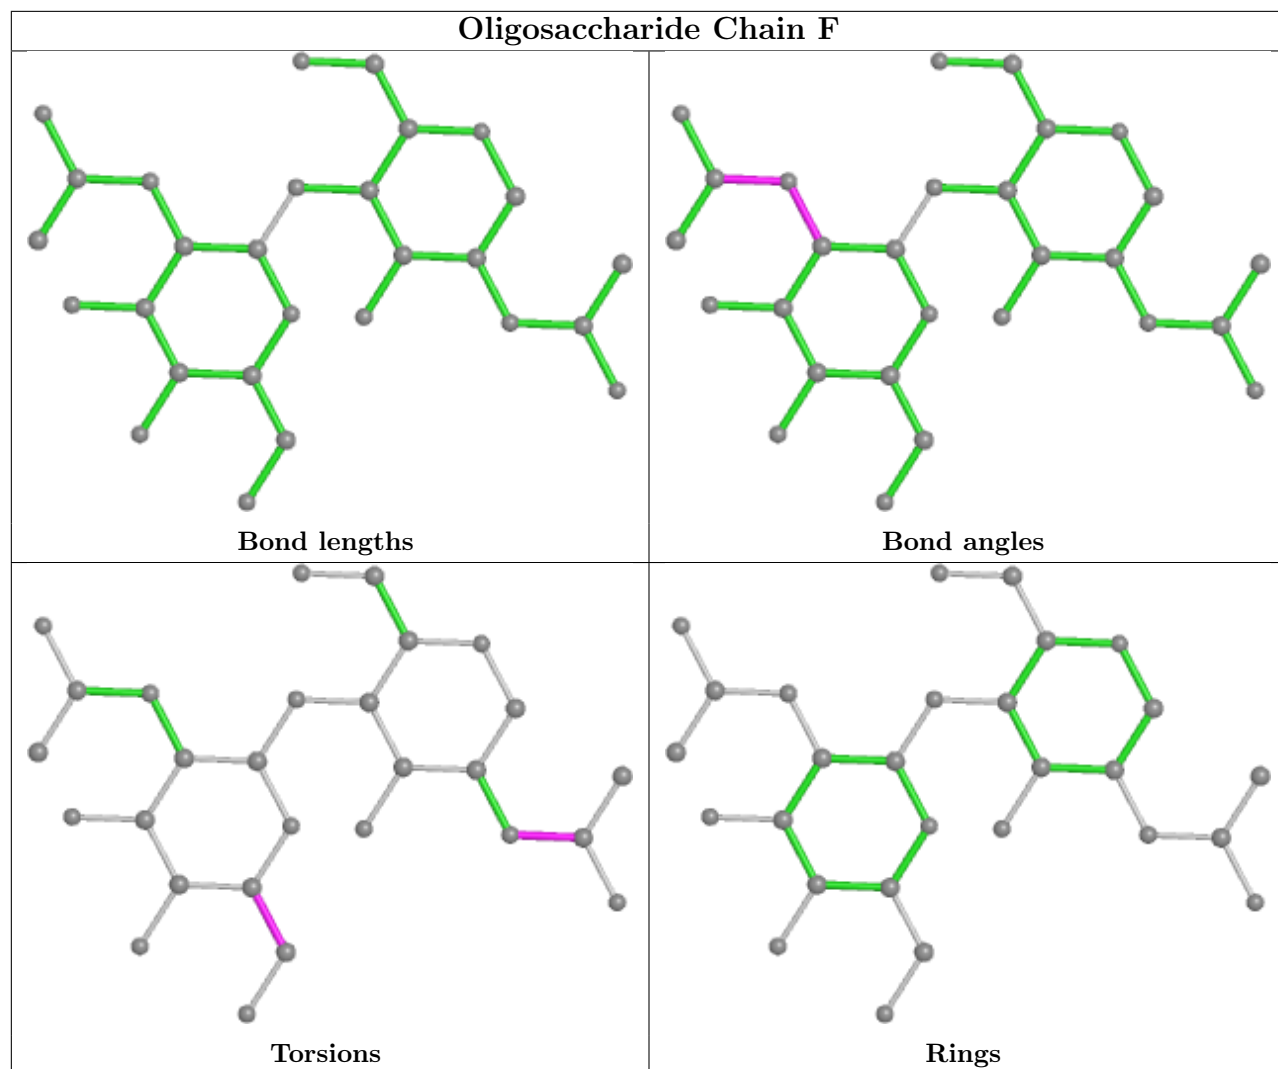 Oligosaccharide Chain F
Bond lengths
Bond angles
Torsions
Rings